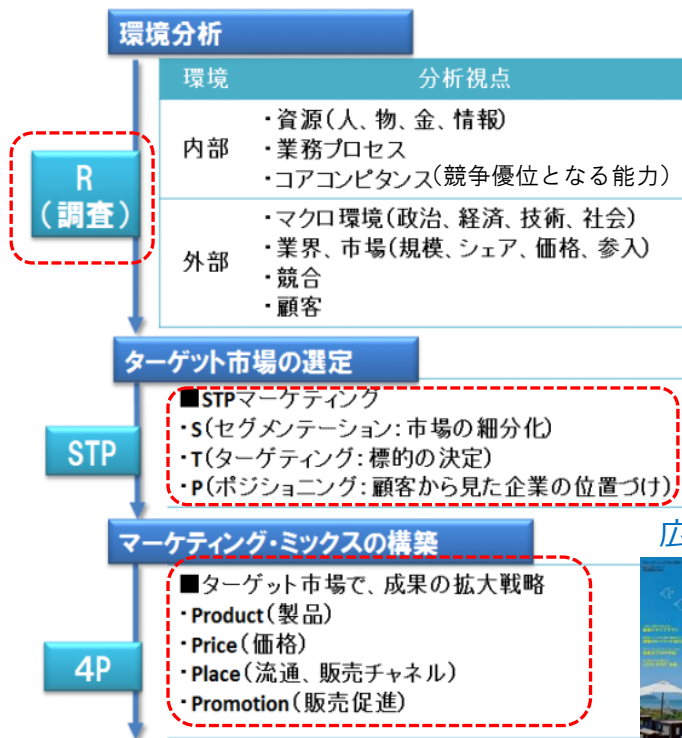 環境分析
環境 分析視点
内部
・資源(人、物、金、情報)
・業務プロセス
・コアコンピタンス(競争優位となる能力)
R
(調査)
外部
・マクロ環境(政治、経済、技術、社会)
・業界、市場(規模、シェア、価格、参入)
・競合
・顧客
ターゲット市場の選定
STP
■STPマーケティング
・S(セグメンテーション:市場の細分化)
・T(ターゲティング:標的の決定)
・P(ポジショニング:顧客から見た企業の位置づけ)
マーケティング・ミックスの構築
広
4P
■ターゲット市場で、成果の拡大戦略
・Product(製品)
・Price(価格)
・Place(流通、販売チャネル)
・Promotion(販売促進)